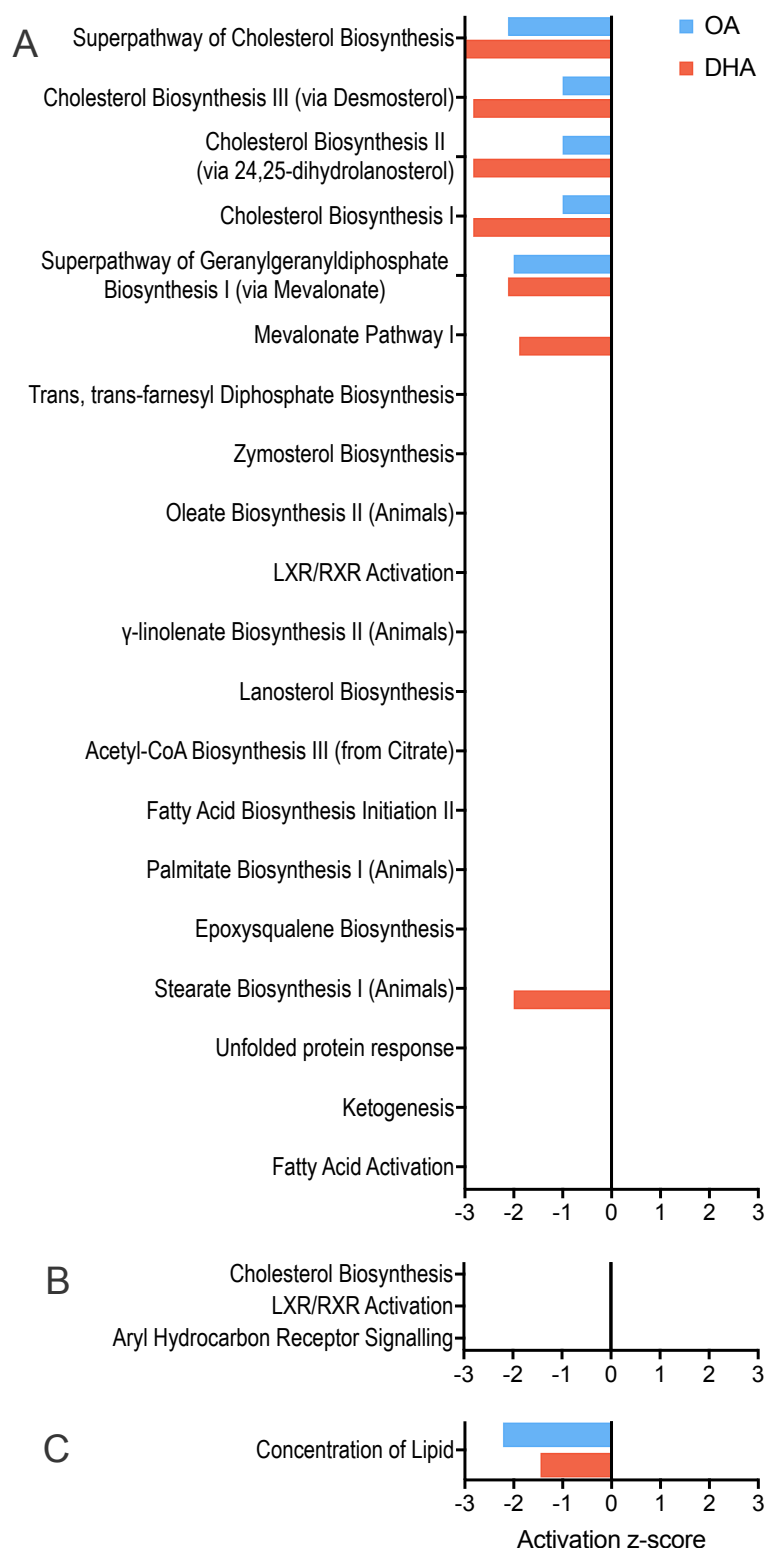 A
OA
DHA
Superpathway of Cholesterol Biosynthesis
Cholesterol Biosynthesis III (via Desmosterol)
Cholesterol Biosynthesis II
(via 24,25-dihydrolanosterol)
Cholesterol Biosynthesis I
Superpathway of Geranylgeranyldiphosphate
Biosynthesis I (via Mevalonate)
Mevalonate Pathway I
Trans, trans-farnesyl Diphosphate Biosynthesis
Zymosterol Biosynthesis
Oleate Biosynthesis II (Animals)
LXR/RXR Activation
γ-linolenate Biosynthesis II (Animals)
Lanosterol Biosynthesis
Acetyl-CoA Biosynthesis III (from Citrate)
Fatty Acid Biosynthesis Initiation II
Palmitate Biosynthesis I (Animals)
Epoxysqualene Biosynthesis
Stearate Biosynthesis I (Animals)
Unfolded protein response
Ketogenesis
Fatty Acid Activation
-3 -2 -1 0 1 2 3
B
Cholesterol Biosynthesis
LXR/RXR Activation
Aryl Hydrocarbon Receptor Signalling
-3 -2 -1 0 1 2 3
C
Concentration of Lipid
-3 -2 -1 0 1 2 3
Activation z-score